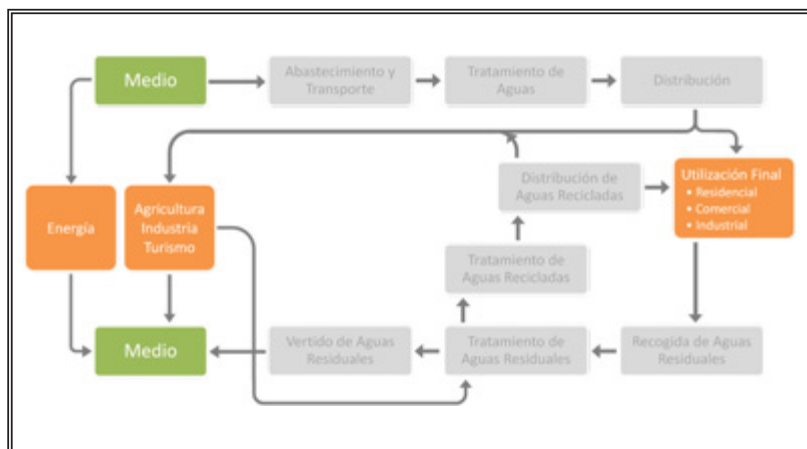 Medio
Abastecimiento y
Transporte
Tratamiento de
Aguas
Distribución
Energía
Agricultura
Industria
Turismo
Distribución de
Aguas Recicladas
Utilización Final
• Residencial
• Comercial
• Industrial
Tratamiento de
Aguas Recicladas
Medio
Vertido de Aguas
Residuales
Tratamiento de
Aguas Residuales
Recogida de Aguas
Residuales